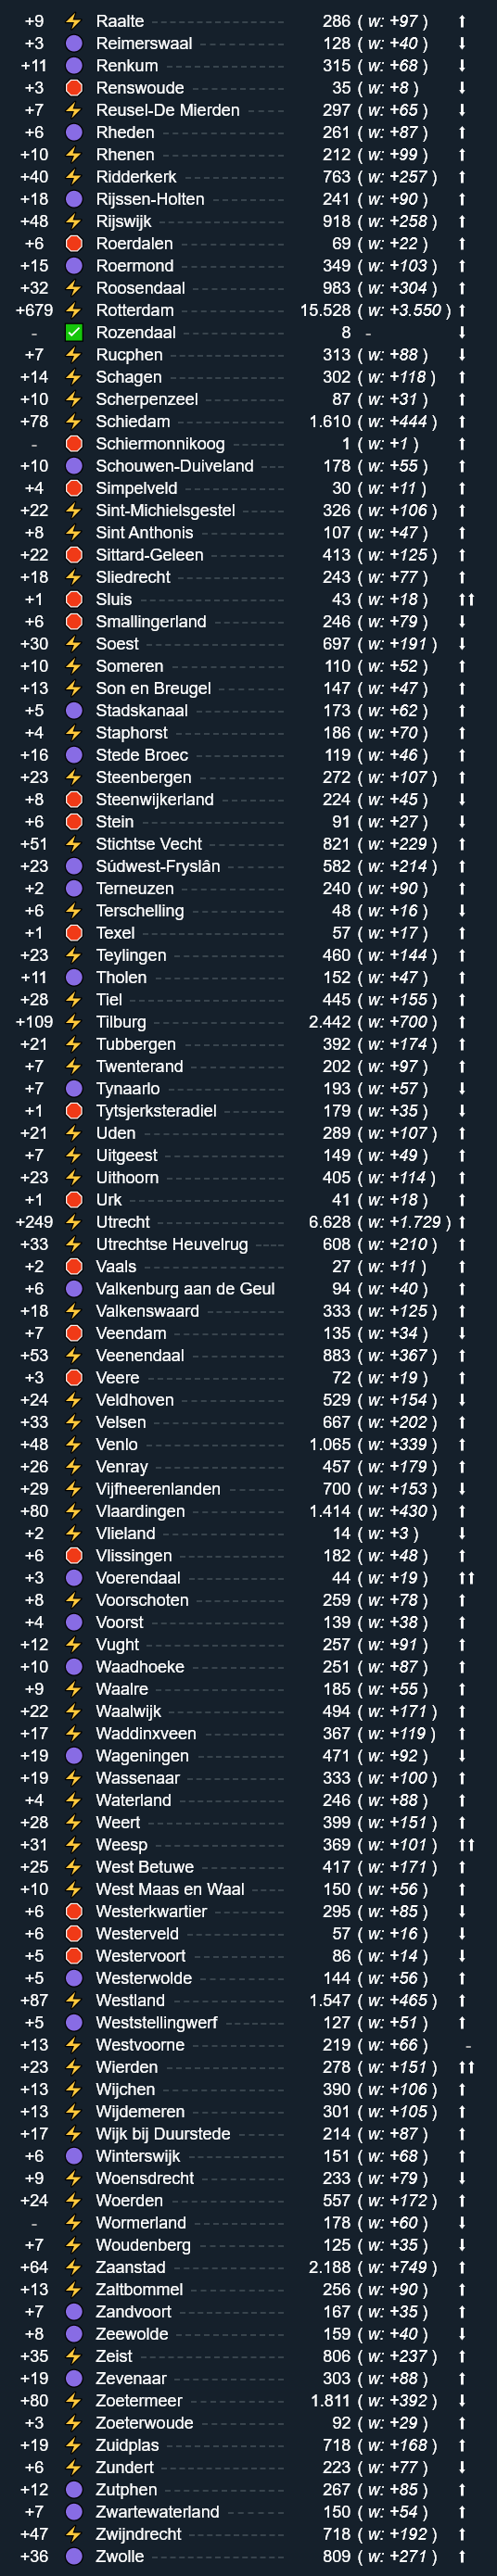 +9 ⚡ Raalte ------------------ 286 ( w: +97 ) ⬆
+3 🟣 Reimerswaal ------------ 128 ( w: +40 ) ⬇
+11 🟣 Renkum ---------------- 315 ( w: +68 ) ⬇
+3 🛑 Renswoude ------------- 35 ( w: +8 ) ⬇
+7 ⚡ Reusel-De Mierden ------ 297 ( w: +65 ) ⬇
+6 🟣 Rheden ---------------- 261 ( w: +87 ) ⬆
+10 ⚡ Rhenen ---------------- 212 ( w: +99 ) ⬆
+40 ⚡ Ridderkerk ------------- 763 ( w: +257 ) ⬆
+18 🟣 Rijssen-Holten --------- 241 ( w: +90 ) ⬆
+48 ⚡ Rijswijk ---------------- 918 ( w: +258 ) ⬆
+6 🛑 Roerdalen ------------- 69 ( w: +22 ) ⬆
+15 🟣 Roermond ------------- 349 ( w: +103 ) ⬆
+32 ⚡ Roosendaal ------------ 983 ( w: +304 ) ⬆
+679 ⚡ Rotterdam ------------- 15.528 ( w: +3.550 ) ⬆
- ✅ Rozendaal ------------- 8 - ⬇
+7 ⚡ Rucphen --------------- 313 ( w: +88 ) ⬇
+14 ⚡ Schagen --------------- 302 ( w: +118 ) ⬆
+10 ⚡ Scherpenzeel ---------- 87 ( w: +31 ) ⬆
+78 ⚡ Schiedam -------------- 1.610 ( w: +444 ) ⬆
- 🛑 Schiermonnikoog ------- 1 ( w: +1 ) ⬆
+10 🟣 Schouwen-Duiveland --- 178 ( w: +55 ) ⬆
+4 🛑 Simpelveld ------------- 30 ( w: +11 ) ⬆
+22 ⚡ Sint-Michielsgestel ------ 326 ( w: +106 ) ⬆
+8 ⚡ Sint Anthonis ----------- 107 ( w: +47 ) ⬆
+22 🛑 Sittard-Geleen --------- 413 ( w: +125 ) ⬆
+18 ⚡ Sliedrecht ------------- 243 ( w: +77 ) ⬆
+1 🛑 Sluis ------------------ 43 ( w: +18 ) ⬆⬆
+6 🛑 Smallingerland --------- 246 ( w: +79 ) ⬇
+30 ⚡ Soest ----------------- 697 ( w: +191 ) ⬇
+10 ⚡ Someren --------------- 110 ( w: +52 ) ⬆
+13 ⚡ Son en Breugel --------- 147 ( w: +47 ) ⬆
+5 🟣 Stadskanaal ----------- 173 ( w: +62 ) ⬆
+4 ⚡ Staphorst -------------- 186 ( w: +70 ) ⬆
+16 🟣 Stede Broec ----------- 119 ( w: +46 ) ⬆
+23 ⚡ Steenbergen ----------- 272 ( w: +107 ) ⬆
+8 🛑 Steenwijkerland -------- 224 ( w: +45 ) ⬇
+6 🛑 Stein ------------------ 91 ( w: +27 ) ⬇
+51 ⚡ Stichtse Vecht ---------- 821 ( w: +229 ) ⬆
+23 🟣 Súdwest-Fryslân ------- 582 ( w: +214 ) ⬆
+2 🟣 Terneuzen ------------- 240 ( w: +90 ) ⬆
+6 ⚡ Terschelling ------------ 48 ( w: +16 ) ⬇
+1 🛑 Texel ----------------- 57 ( w: +17 ) ⬆
+23 ⚡ Teylingen -------------- 460 ( w: +144 ) ⬆
+11 🟣 Tholen ---------------- 152 ( w: +47 ) ⬆
+28 ⚡ Tiel ------------------- 445 ( w: +155 ) ⬆
+109 ⚡ Tilburg ---------------- 2.442 ( w: +700 ) ⬆
+21 ⚡ Tubbergen ------------- 392 ( w: +174 ) ⬆
+7 ⚡ Twenterand ------------ 202 ( w: +97 ) ⬆
+7 🟣 Tynaarlo --------------- 193 ( w: +57 ) ⬇
+1 🛑 Tytsjerksteradiel -------- 179 ( w: +35 ) ⬇
+21 ⚡ Uden ------------------ 289 ( w: +107 ) ⬆
+7 ⚡ Uitgeest --------------- 149 ( w: +49 ) ⬆
+23 ⚡ Uithoorn --------------- 405 ( w: +114 ) ⬆
+1 🛑 Urk ------------------- 41 ( w: +18 ) ⬆
+249 ⚡ Utrecht ---------------- 6.628 ( w: +1.729 ) ⬆
+33 ⚡ Utrechtse Heuvelrug ---- 608 ( w: +210 ) ⬆
+2 🛑 Vaals ----------------- 27 ( w: +11 ) ⬆
+6 🟣 Valkenburg aan de Geul 94 ( w: +40 ) ⬆
+18 ⚡ Valkenswaard ---------- 333 ( w: +125 ) ⬆
+7 🛑 Veendam -------------- 135 ( w: +34 ) ⬇
+53 ⚡ Veenendaal ------------ 883 ( w: +367 ) ⬆
+3 🛑 Veere ----------------- 72 ( w: +19 ) ⬆
+24 ⚡ Veldhoven ------------- 529 ( w: +154 ) ⬇
+33 ⚡ Velsen ---------------- 667 ( w: +202 ) ⬆
+48 ⚡ Venlo ----------------- 1.065 ( w: +339 ) ⬆
+26 ⚡ Venray ---------------- 457 ( w: +179 ) ⬆
+29 ⚡ Vijfheerenlanden ------- 700 ( w: +153 ) ⬇
+80 ⚡ Vlaardingen ----------- 1.414 ( w: +430 ) ⬆
+2 ⚡ Vlieland --------------- 14 ( w: +3 ) ⬇
+6 🛑 Vlissingen ------------- 182 ( w: +48 ) ⬆
+3 🟣 Voerendaal ------------ 44 ( w: +19 ) ⬆⬆
+8 ⚡ Voorschoten ----------- 259 ( w: +78 ) ⬆
+4 🟣 Voorst ---------------- 139 ( w: +38 ) ⬆
+12 ⚡ Vught ----------------- 257 ( w: +91 ) ⬆
+10 🟣 Waadhoeke ------------ 251 ( w: +87 ) ⬆
+9 ⚡ Waalre ---------------- 185 ( w: +55 ) ⬆
+22 ⚡ Waalwijk --------------- 494 ( w: +171 ) ⬆
+17 ⚡ Waddinxveen ---------- 367 ( w: +119 ) ⬆
+19 🟣 Wageningen ----------- 471 ( w: +92 ) ⬇
+19 ⚡ Wassenaar ------------ 333 ( w: +100 ) ⬆
+4 ⚡ Waterland ------------- 246 ( w: +88 ) ⬆
+28 ⚡ Weert ----------------- 399 ( w: +151 ) ⬆
+31 ⚡ Weesp ---------------- 369 ( w: +101 ) ⬆⬆
+25 ⚡ West Betuwe ---------- 417 ( w: +171 ) ⬆
+10 ⚡ West Maas en Waal ---- 150 ( w: +56 ) ⬆
+6 🛑 Westerkwartier --------- 295 ( w: +85 ) ⬇
+6 🛑 Westerveld ------------ 57 ( w: +16 ) ⬇
+5 🛑 Westervoort ----------- 86 ( w: +14 ) ⬇
+5 🟣 Westerwolde ---------- 144 ( w: +56 ) ⬆
+87 ⚡ Westland -------------- 1.547 ( w: +465 ) ⬆
+5 🟣 Weststellingwerf ------- 127 ( w: +51 ) ⬆
+13 ⚡ Westvoorne ----------- 219 ( w: +66 ) -
+23 ⚡ Wierden --------------- 278 ( w: +151 ) ⬆⬆
+13 ⚡ Wijchen --------------- 390 ( w: +106 ) ⬆
+13 ⚡ Wijdemeren ----------- 301 ( w: +105 ) ⬆
+17 ⚡ Wijk bij Duurstede ------ 214 ( w: +87 ) ⬆
+6 🟣 Winterswijk ------------ 151 ( w: +68 ) ⬆
+9 ⚡ Woensdrecht ---------- 233 ( w: +79 ) ⬇
+24 ⚡ Woerden --------------- 557 ( w: +172 ) ⬆
- ⚡ Wormerland ----------- 178 ( w: +60 ) ⬇
+7 ⚡ Woudenberg ----------- 125 ( w: +35 ) ⬇
+64 ⚡ Zaanstad -------------- 2.188 ( w: +749 ) ⬆
+13 ⚡ Zaltbommel ------------ 256 ( w: +90 ) ⬆
+7 🟣 Zandvoort ------------- 167 ( w: +35 ) ⬆
+8 🟣 Zeewolde ------------- 159 ( w: +40 ) ⬇
+35 ⚡ Zeist ------------------ 806 ( w: +237 ) ⬆
+19 🟣 Zevenaar -------------- 303 ( w: +88 ) ⬆
+80 ⚡ Zoetermeer ------------ 1.811 ( w: +392 ) ⬇
+3 ⚡ Zoeterwoude ----------- 92 ( w: +29 ) ⬆
+19 ⚡ Zuidplas --------------- 718 ( w: +168 ) ⬆
+6 ⚡ Zundert --------------- 223 ( w: +77 ) ⬇
+12 🟣 Zutphen --------------- 267 ( w: +85 ) ⬆
+7 🟣 Zwartewaterland ------- 150 ( w: +54 ) ⬆
+47 ⚡ Zwijndrecht ------------ 718 ( w: +192 ) ⬆
+36 🟣 Zwolle ----------------- 809 ( w: +271 ) ⬆